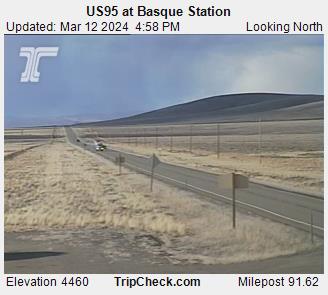 US95 at Basque Station
Updated: Mar 12 2024 4:58 PM Looking North
Elevation 4460 TripCheck.com Milepost 91.62